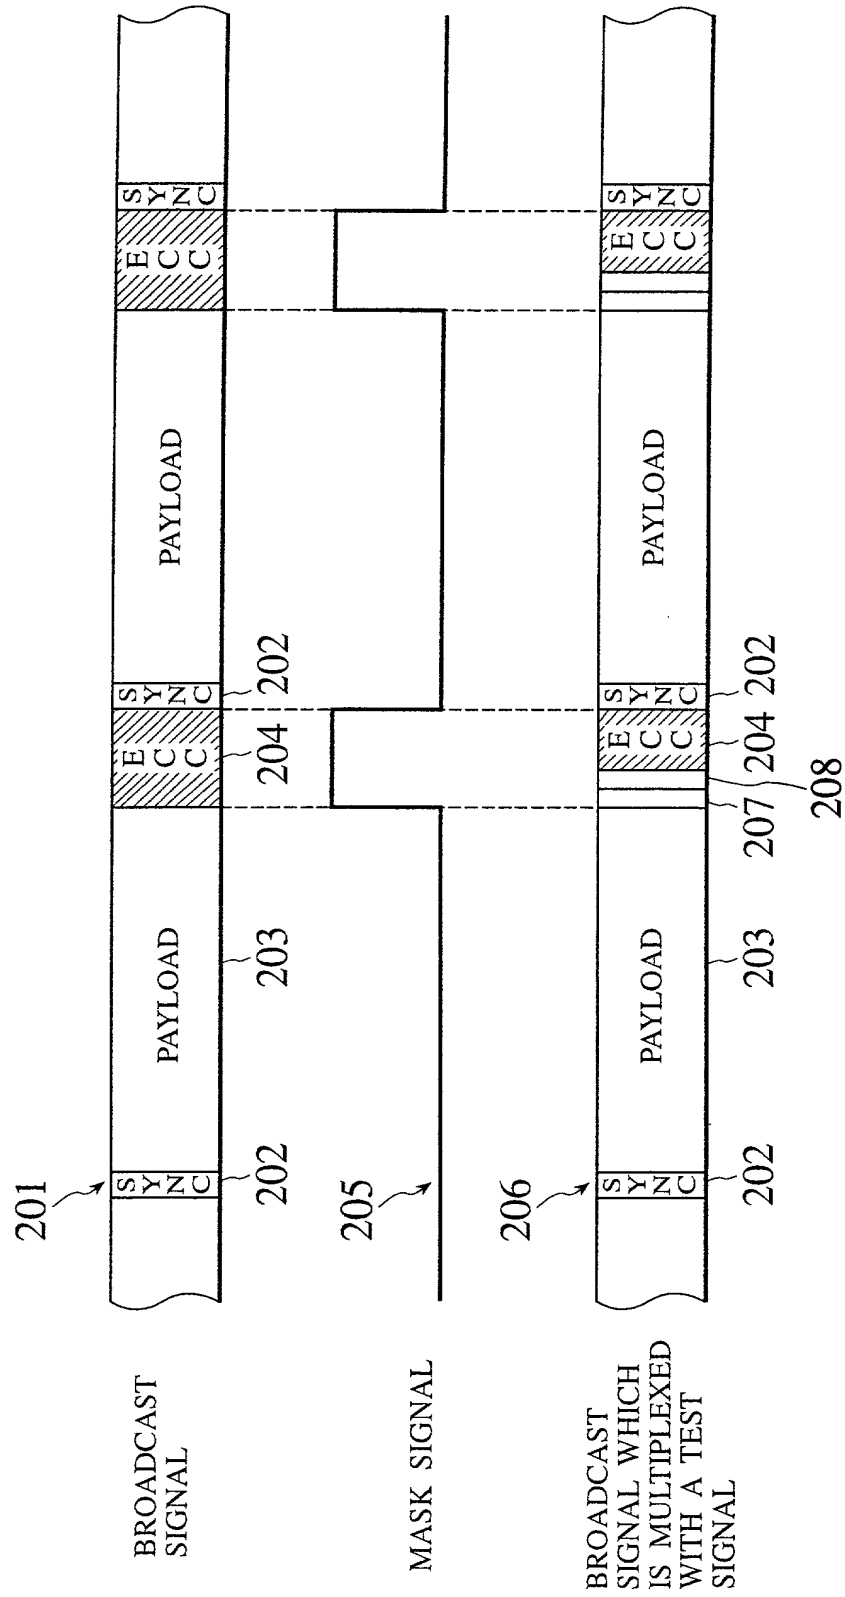 201
BROADCAST
SIGNAL
SYNC
PAYLOAD
ECC
SYNC
PAYLOAD
ECC
SYNC
202
203
204
202
205
MASK SIGNAL
206
BROADCAST
SIGNAL WHICH
IS MULTIPLEXED
WITH A TEST
SIGNAL
SYNC
PAYLOAD
ECC
SYNC
PAYLOAD
ECC
SYNC
202
203
207
208
204
202